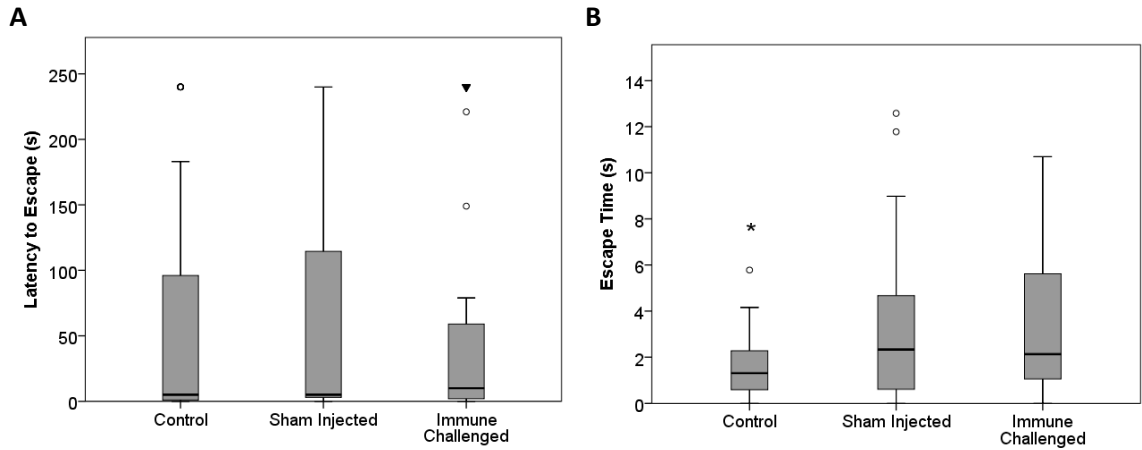 A
Latency to Escape (s)
250
200
150
100
50
0
Control
Sham Injected
Immune
Challenged
B
Escape Time (s)
14
12
10
8
6
4
2
0
*
Control
Sham Injected
Immune
Challenged